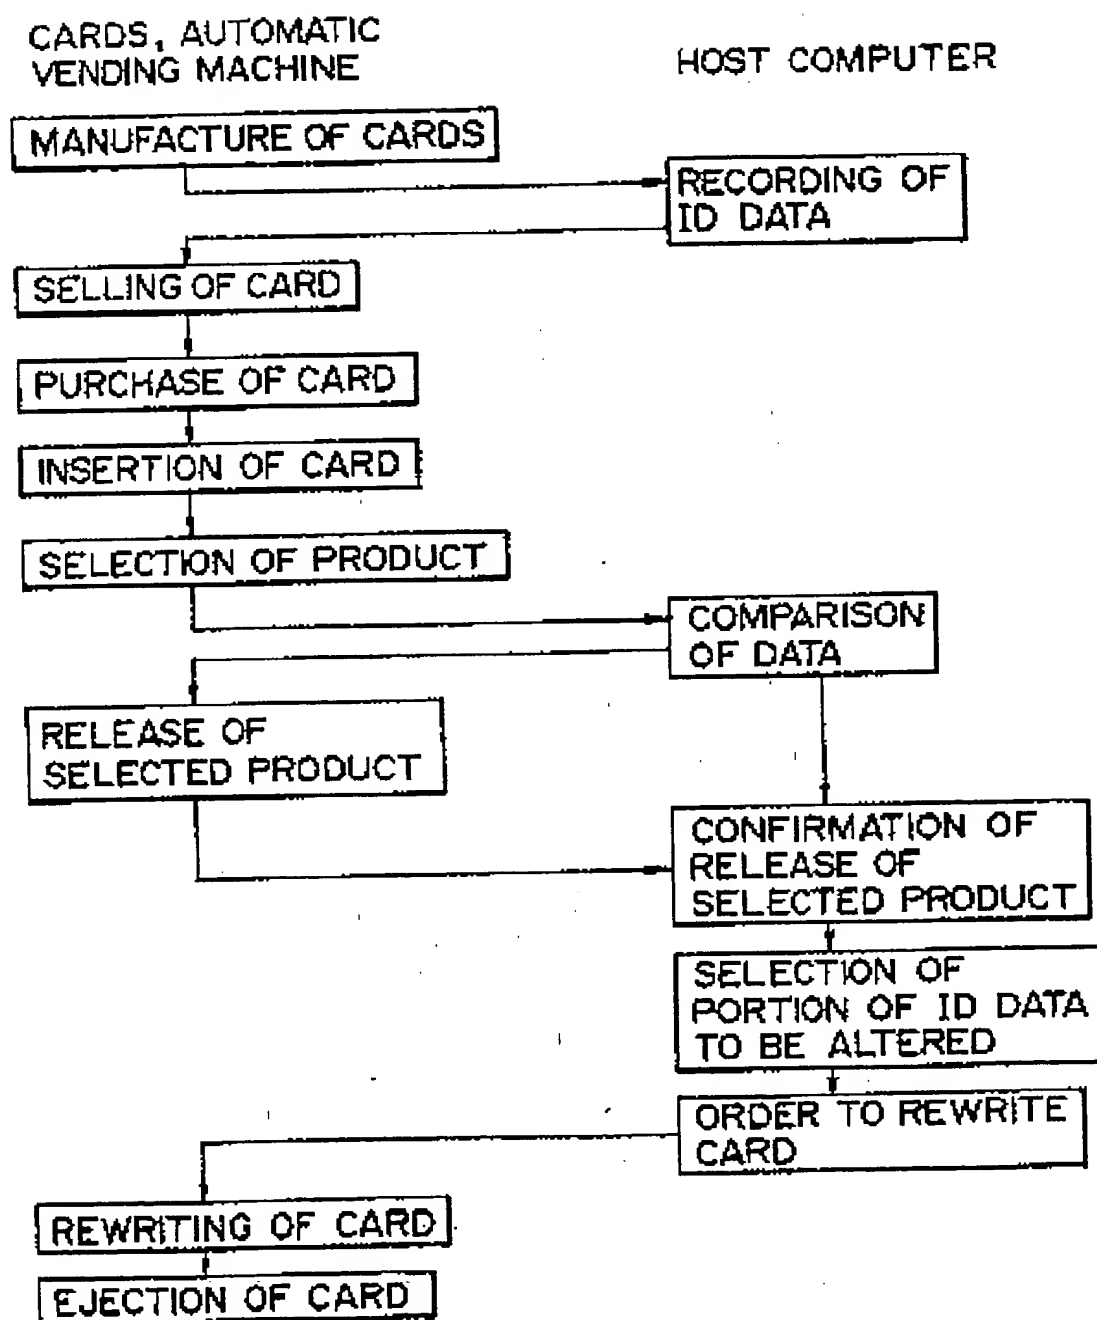 CARDS, AUTOMATIC
VENDING MACHINE
HOST COMPUTER
MANUFACTURE OF CARDS
RECORDING OF
ID DATA
SELLING OF CARD
PURCHASE OF CARD
INSERTION OF CARD
SELECTION OF PRODUCT
COMPARISON
OF DATA
RELEASE OF
SELECTED PRODUCT
CONFIRMATION OF
RELEASE OF
SELECTED PRODUCT
SELECTION OF
PORTION OF ID DATA
TO BE ALTERED
ORDER TO REWRITE
CARD
REWRITING OF CARD
EJECTION OF CARD